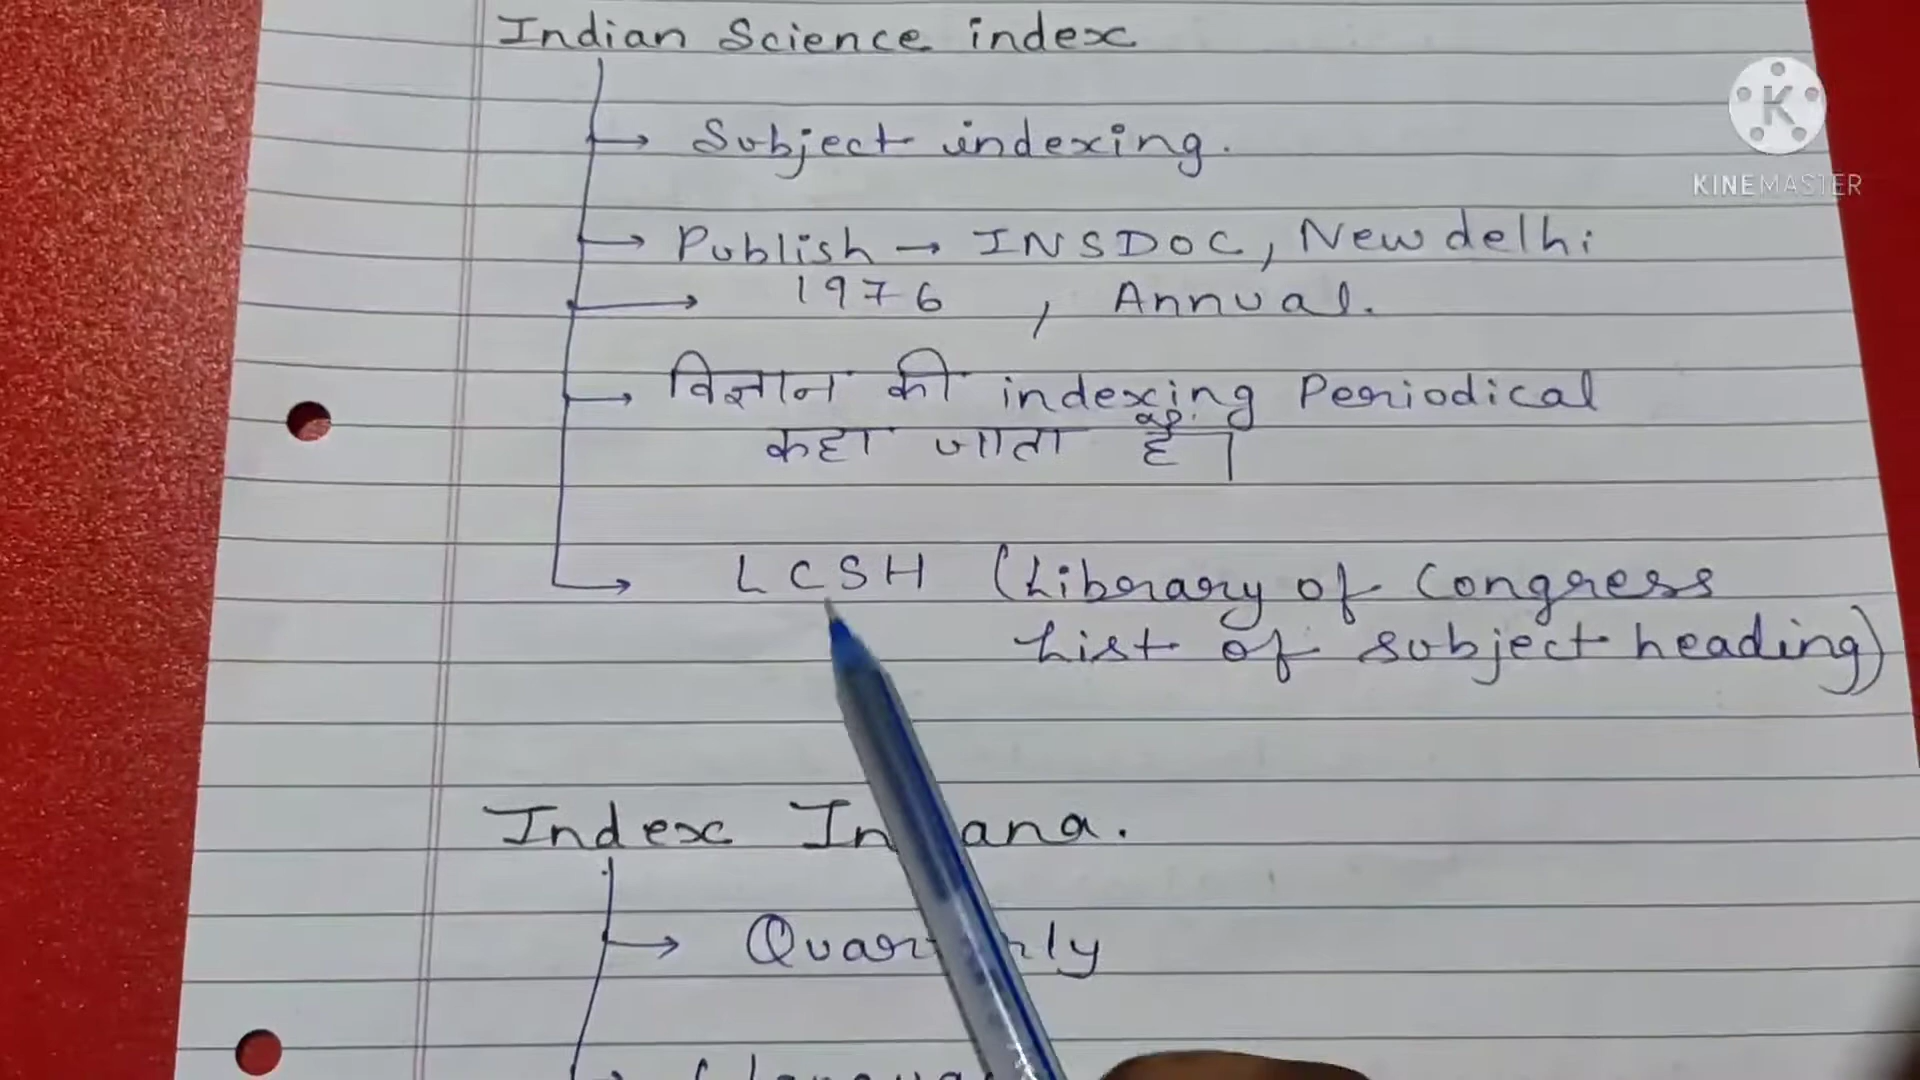 Indian Science index
→ Subject indexing.
→ Publish → INSDOC, New delhi
→ 1976 , Annual.
→ विज्ञान की indexing Periodical
कहा जाता है।
→ LCSH (Library of Congress
List of subject heading)
Index
→
K
KINEMASTER